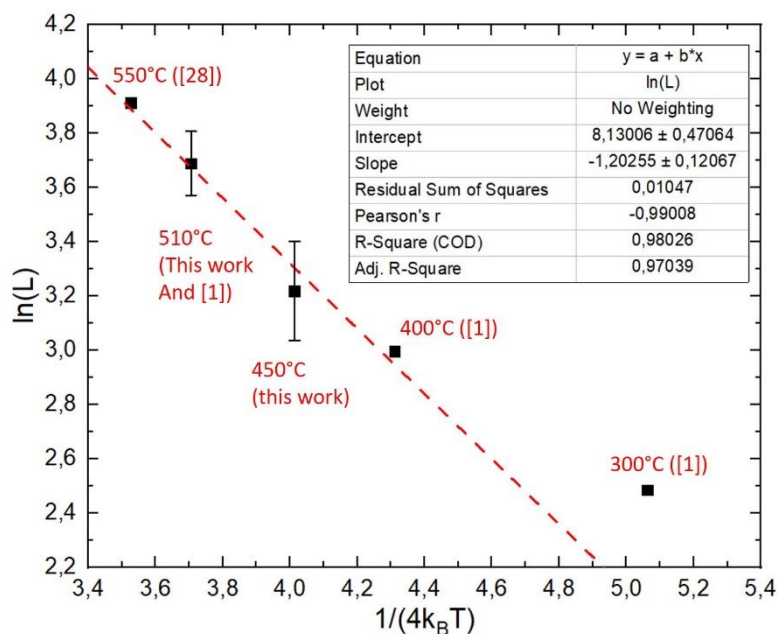 4,2
4,0
3,8
3,6
3,4
3,2
3,0
2,8
2,6
2,4
2,2
ln(L)
550°C ([28])
510°C
(This work
And [1])
450°C
(this work)
400°C ([1])
300°C ([1])
Equation y = a + b*x
Plot ln(L)
Weight No Weighting
Intercept 8,13006 ± 0,47064
Slope -1,20255 ± 0,12067
Residual Sum of Squares 0,01047
Pearson's r -0,99008
R-Square (COD) 0,98026
Adj. R-Square 0,97039
3,4 3,6 3,8 4,0 4,2 4,4 4,6 4,8 5,0 5,2 5,4
1/(4k_BT)